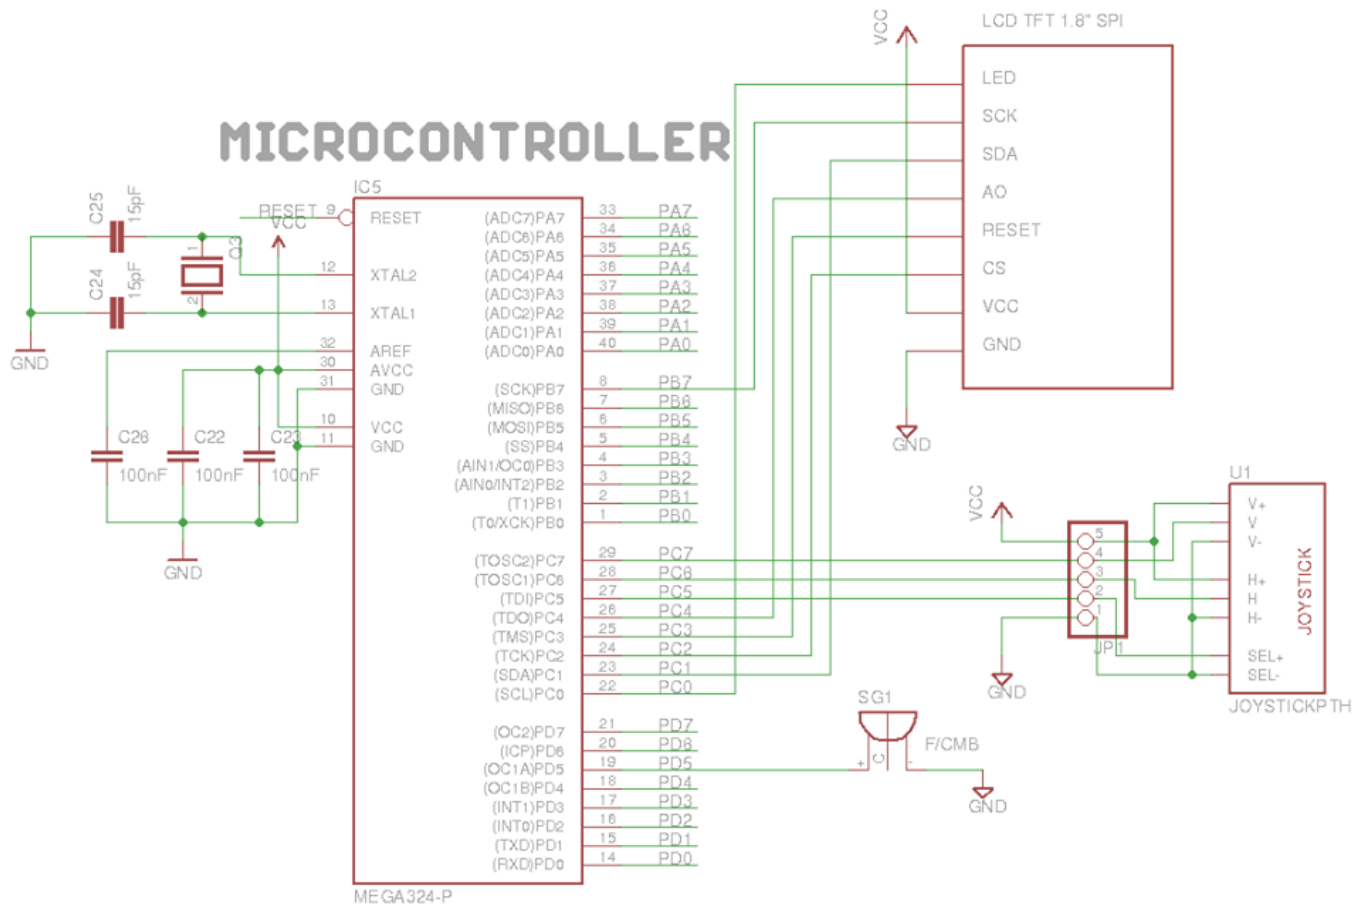 LCD TFT 1.8" SPI
VCC
LED
SCK
SDA
AO
RESET
CS
VCC
GND
GND
MICROCONTROLLER
IC5
C25
15pF
C24
15pF
GND
1
Q3
2
RESET
VCC
9 RESET
12 XTAL2
13 XTAL1
32 AREF
30 AVCC
31 GND
10 VCC
11 GND
C26
100nF
C22
100nF
C23
100nF
GND
(ADC7)PA7 33 PA7
(ADC6)PA6 34 PA6
(ADC5)PA5 35 PA5
(ADC4)PA4 36 PA4
(ADC3)PA3 37 PA3
(ADC2)PA2 38 PA2
(ADC1)PA1 39 PA1
(ADC0)PA0 40 PA0
(SCK)PB7 8 PB7
(MISO)PB6 7 PB6
(MOSI)PB5 6 PB5
(SS)PB4 5 PB4
(AIN1/OC0)PB3 4 PB3
(AIN0/INT2)PB2 3 PB2
(T1)PB1 2 PB1
(T0/XCK)PB0 1 PB0
(TOSC2)PC7 29 PC7
(TOSC1)PC6 28 PC6
(TDI)PC5 27 PC5
(TDO)PC4 26 PC4
(TMS)PC3 25 PC3
(TCK)PC2 24 PC2
(SDA)PC1 23 PC1
(SCL)PC0 22 PC0
(OC2)PD7 21 PD7
(ICP)PD6 20 PD6
(OC1A)PD5 19 PD5
(OC1B)PD4 18 PD4
(INT1)PD3 17 PD3
(INT0)PD2 16 PD2
(TXD)PD1 15 PD1
(RXD)PD0 14 PD0
MEGA324-P
VCC
5
4
3
2
1
JP1
GND
U1
V+
V
V-
H+
H
H-
SEL+
SEL-
JOYSTICK
JOYSTICKPTH
SG1
F/CMB
+ C -
GND